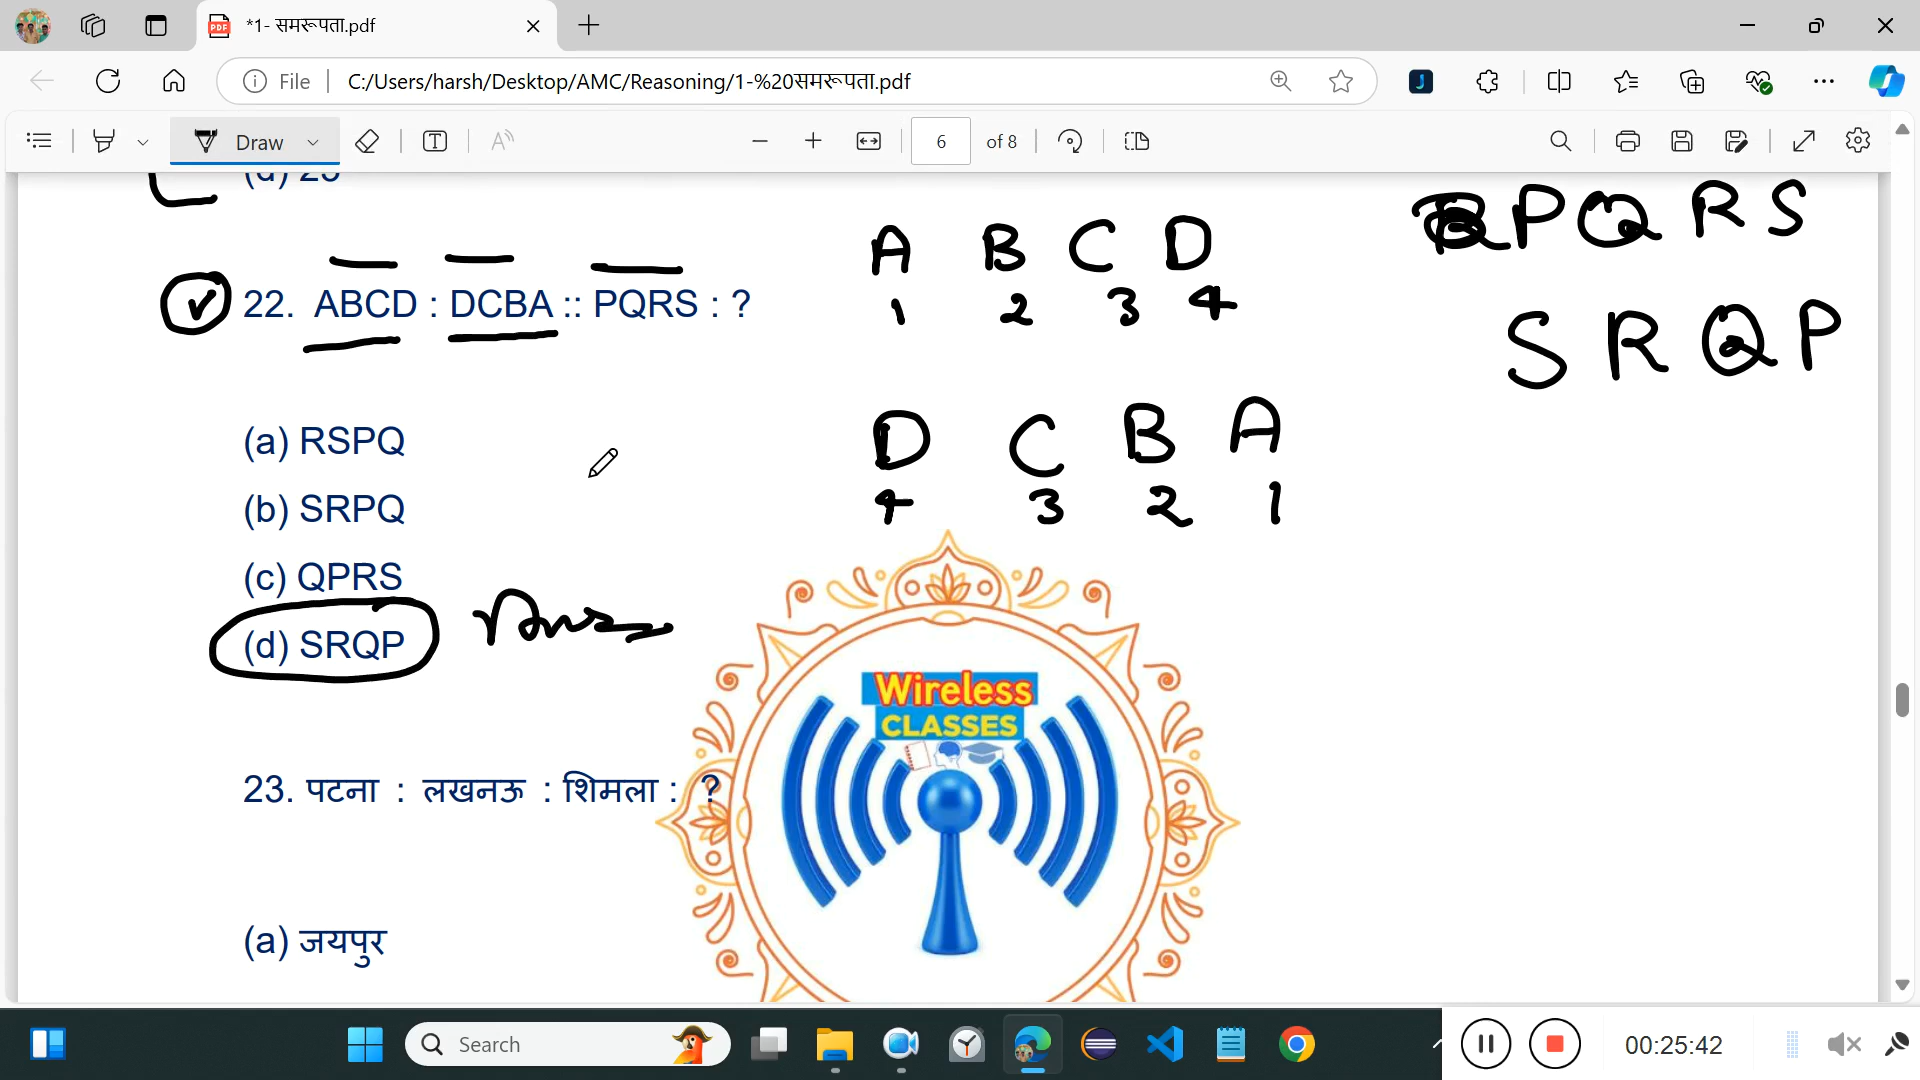 *1- समरूपता.pdf
File
C:/Users/harsh/Desktop/AMC/Reasoning/1-%20समरूपता.pdf
Draw
6 of 8
(d) 25
P Q R S
A B C D
22. ABCD : DCBA :: PQRS : ?
1 2 3 4
S R Q P
D C B A
(a) RSPQ
4 3 2 1
(b) SRPQ
(c) QPRS
(d) SRQP Ans
Wireless
CLASSES
23. पटना : लखनऊ : शिमला : ?
(a) जयपुर
Search
00:25:42